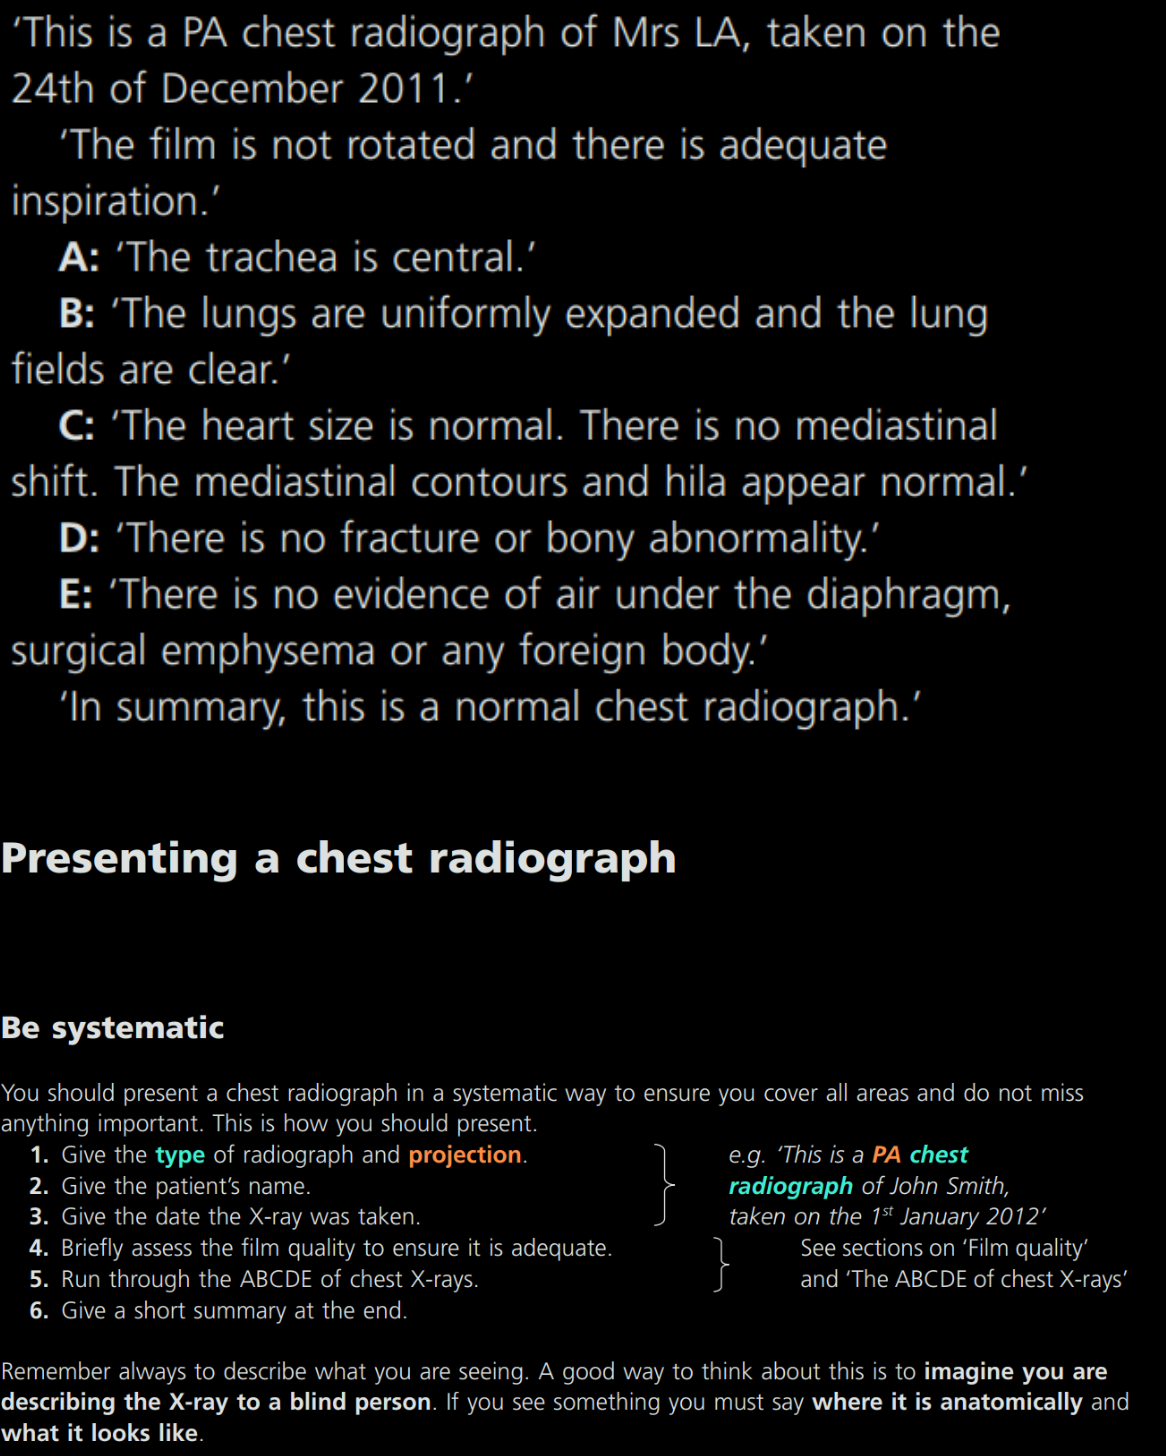 ‘This is a PA chest radiograph of Mrs LA, taken on the
24th of December 2011.’
‘The film is not rotated and there is adequate
inspiration.’
A: ‘The trachea is central.’
B: ‘The lungs are uniformly expanded and the lung
fields are clear.’
C: ‘The heart size is normal. There is no mediastinal
shift. The mediastinal contours and hila appear normal.’
D: ‘There is no fracture or bony abnormality.’
E: ‘There is no evidence of air under the diaphragm,
surgical emphysema or any foreign body.’
‘In summary, this is a normal chest radiograph.’
Presenting a chest radiograph
Be systematic
You should present a chest radiograph in a systematic way to ensure you cover all areas and do not miss
anything important. This is how you should present.
1. Give the type of radiograph and projection.
2. Give the patient’s name.
3. Give the date the X-ray was taken.
e.g. ‘This is a PA chest
radiograph of John Smith,
taken on the 1st January 2012’
4. Briefly assess the film quality to ensure it is adequate.
5. Run through the ABCDE of chest X-rays.
See sections on ‘Film quality’
and ‘The ABCDE of chest X-rays’
6. Give a short summary at the end.
Remember always to describe what you are seeing. A good way to think about this is to imagine you are
describing the X-ray to a blind person. If you see something you must say where it is anatomically and
what it looks like.